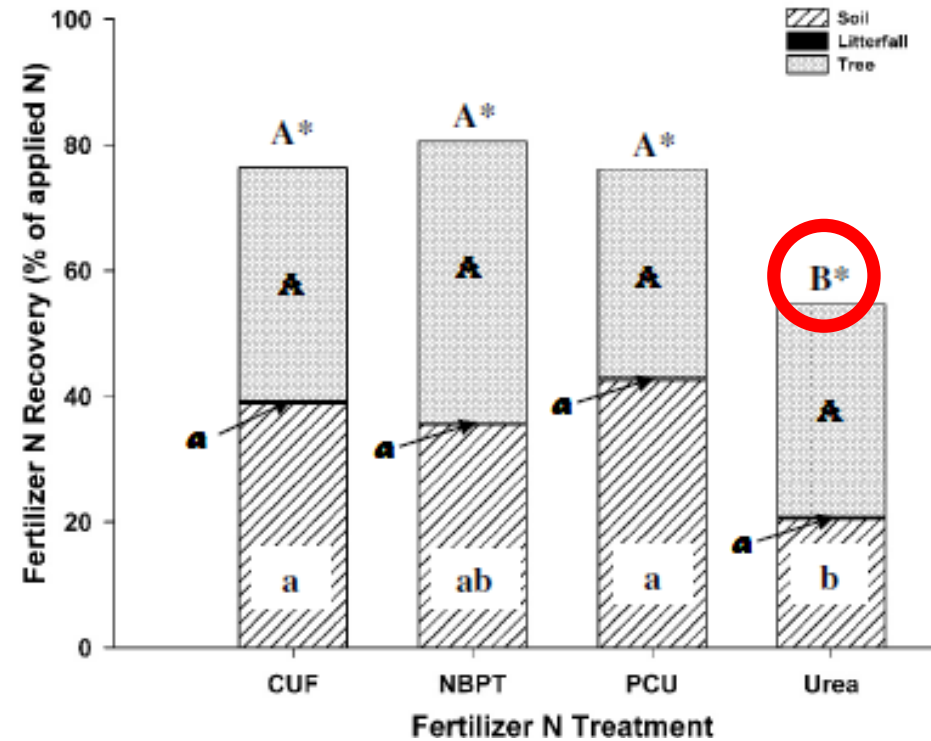 Soil
Litterfall
Tree
Fertilizer N Recovery (% of applied N)
100
80
60
40
20
0
A*
A*
A*
B*
A
A
A
A
a
a
a
a
a
ab
a
b
CUF
NBPT
PCU
Urea
Fertilizer N Treatment